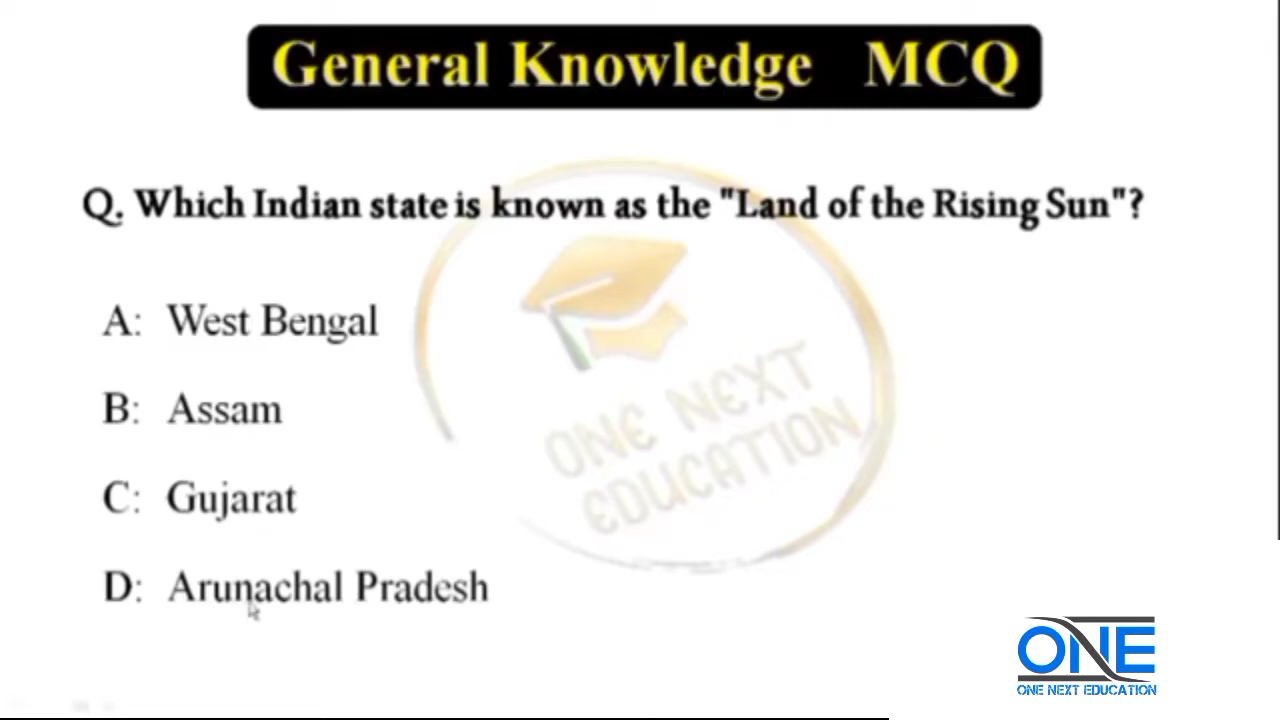 General Knowledge MCQ
Q. Which Indian state is known as the "Land of the Rising Sun"?
A: West Bengal
B: Assam
C: Gujarat
D: Arunachal Pradesh
ONE NEXT
EDUCATION
ONE
ONE NEXT EDUCATION